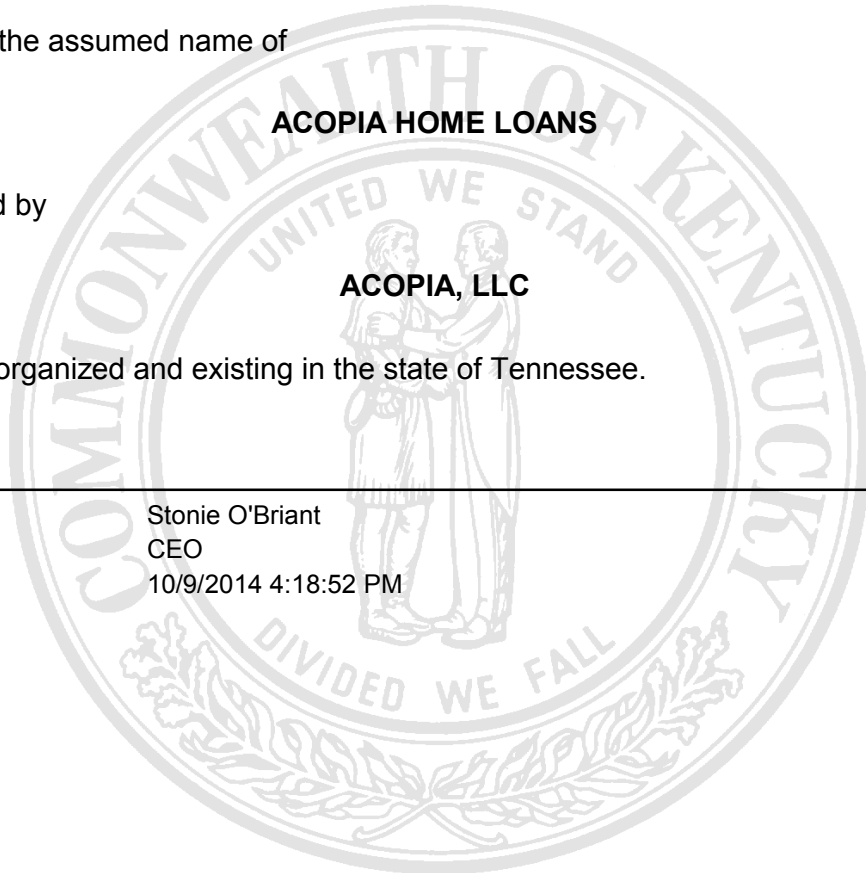 the assumed name of
ACOPIA HOME LOANS
d by
ACOPIA, LLC
organized and existing in the state of Tennessee.
Stonie O'Briant
CEO
10/9/2014 4:18:52 PM
COMMONWEALTH OF KENTUCKY
UNITED WE STAND
DIVIDED WE FALL